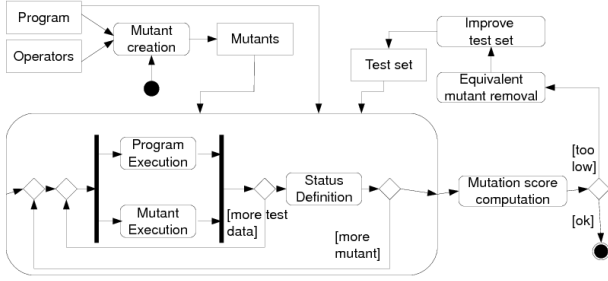 Program
Operators
Mutant
creation
Mutants
Improve
test set
Test set
Equivalent
mutant removal
Program
Execution
Mutant
Execution
[more test
data]
Status
Definition
[more
mutant]
Mutation score
computation
[too
low]
[ok]